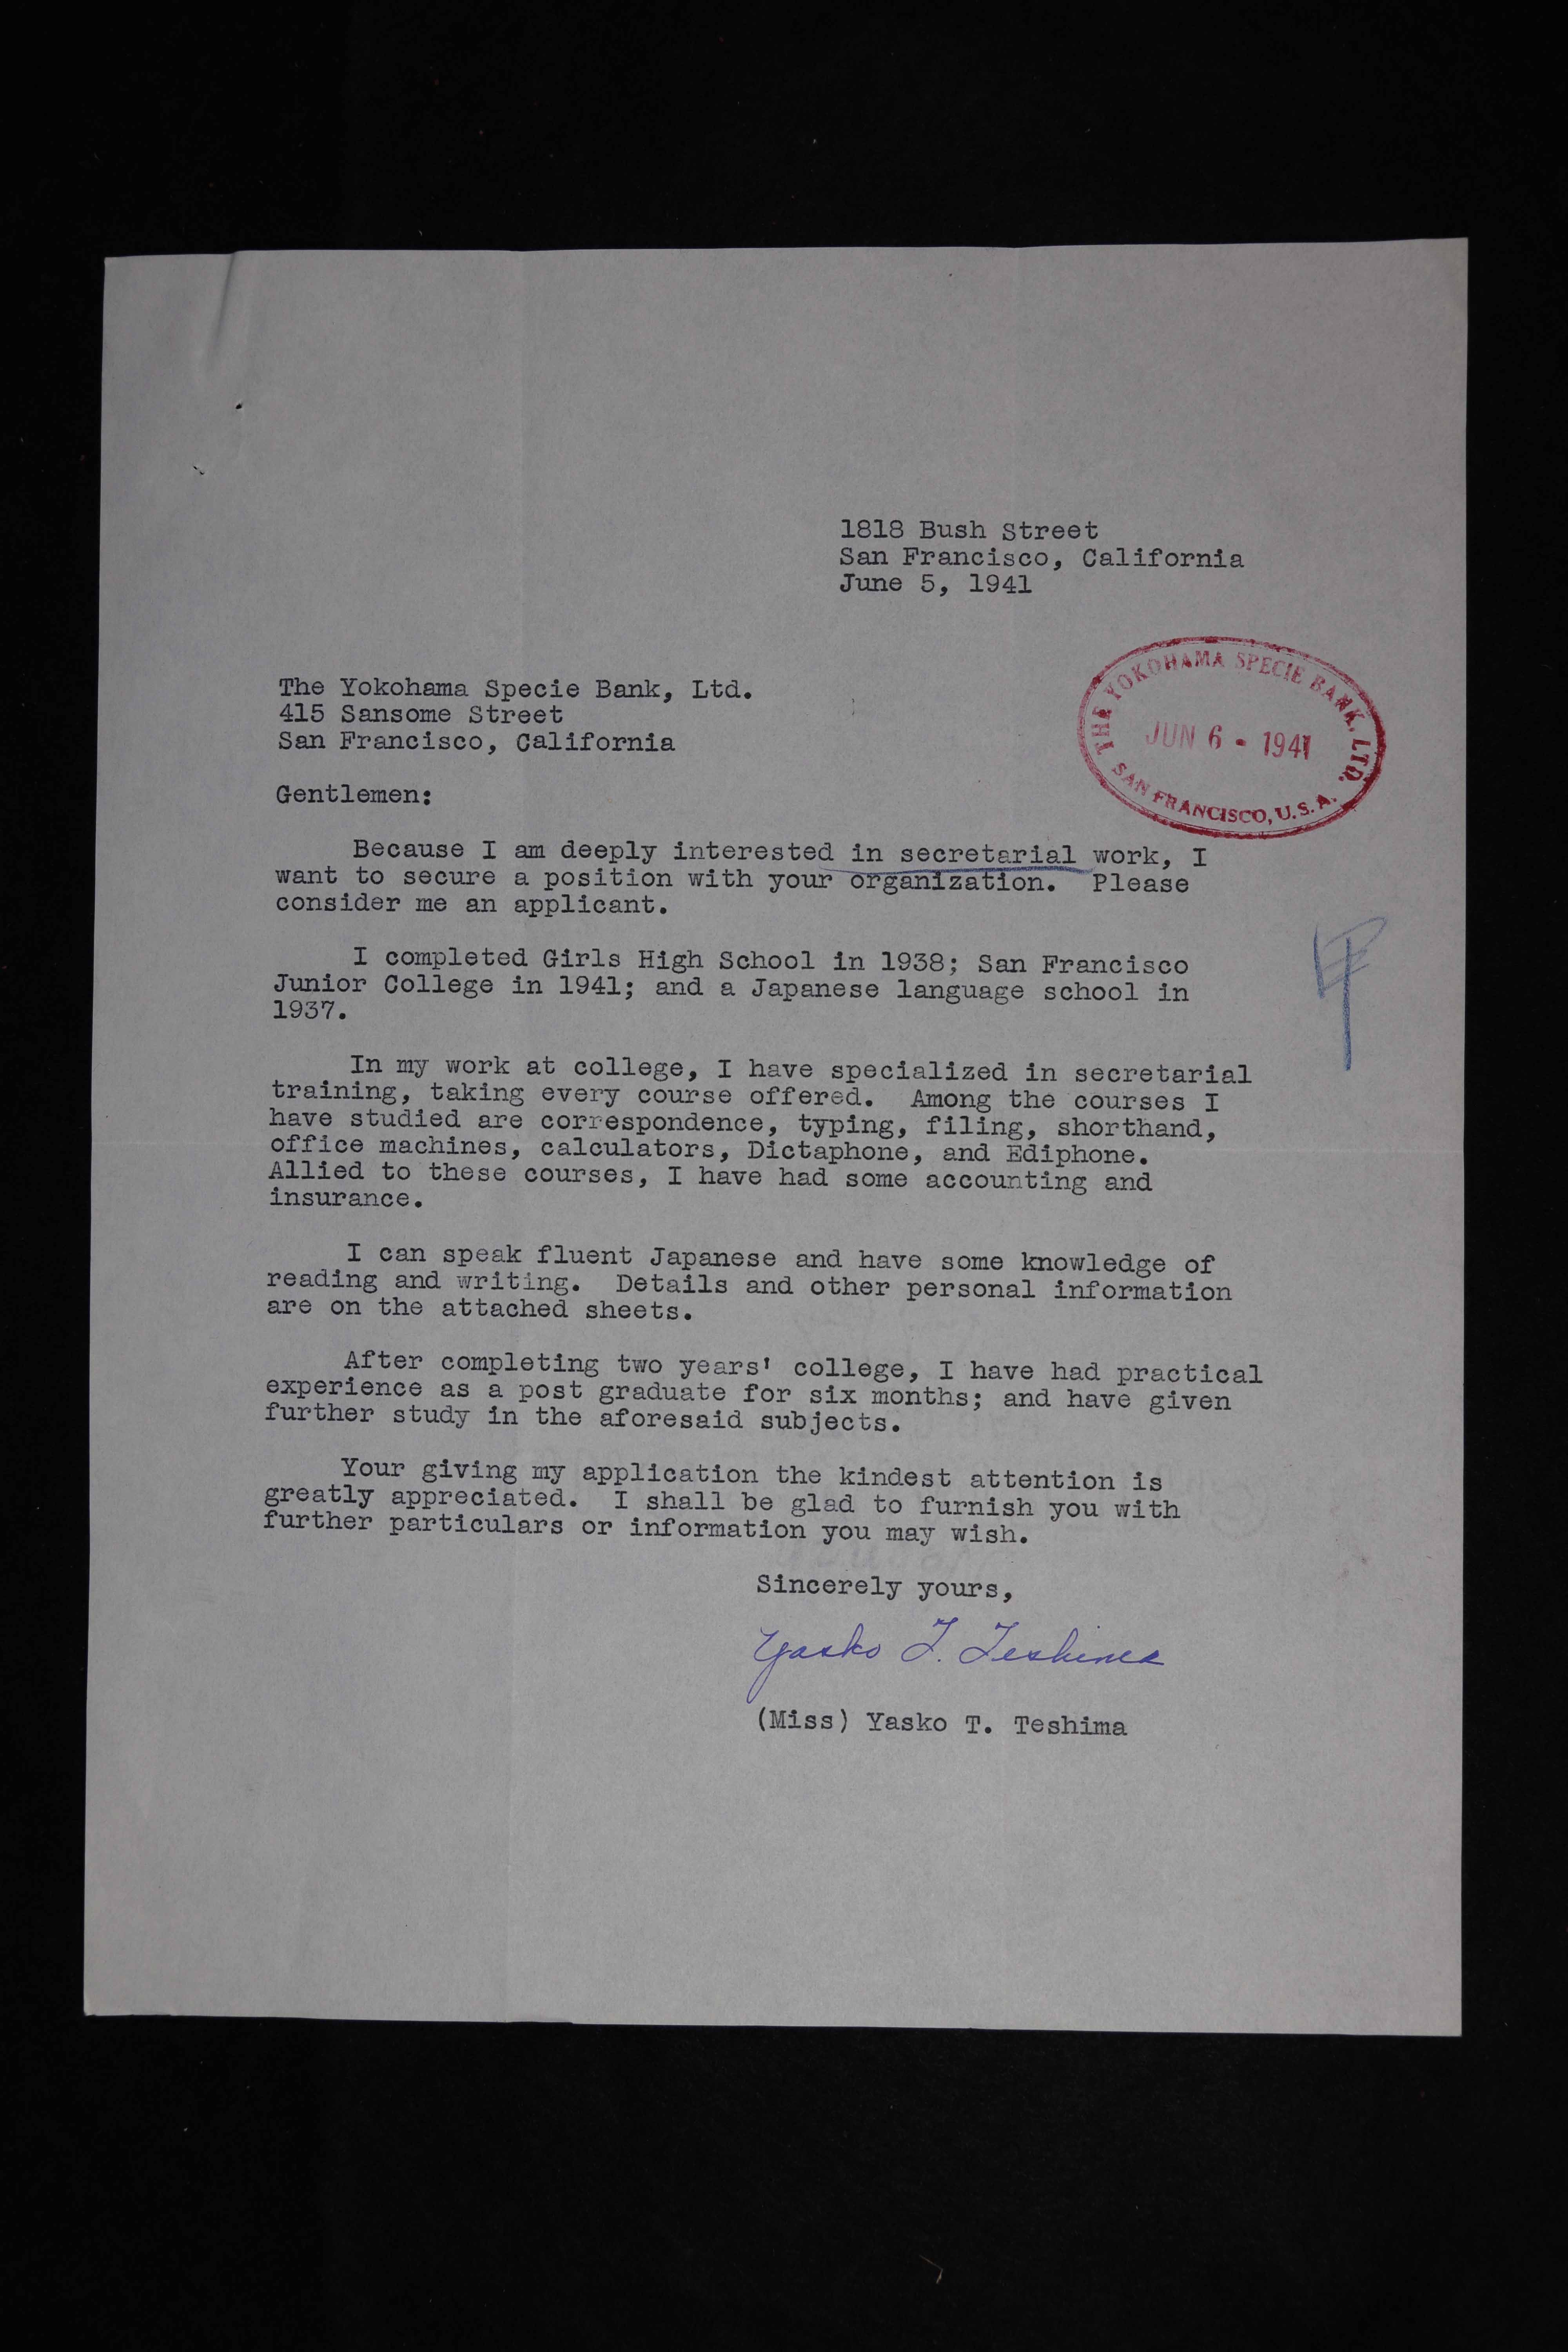 1818 Bush Street
San Francisco, California
June 5, 1941
THE YOKOHAMA SPECIE BANK, LTD.
JUN 6 - 1941
SAN FRANCISCO, U.S.A.
The Yokohama Specie Bank, Ltd.
415 Sansome Street
San Francisco, California
Gentlemen:
Because I am deeply interested in secretarial work, I
want to secure a position with your organization. Please
consider me an applicant.
I completed Girls High School in 1938; San Francisco
Junior College in 1941; and a Japanese language school in
1937.
In my work at college, I have specialized in secretarial
training, taking every course offered. Among the courses I
have studied are correspondence, typing, filing, shorthand,
office machines, calculators, Dictaphone, and Ediphone.
Allied to these courses, I have had some accounting and
insurance.
I can speak fluent Japanese and have some knowledge of
reading and writing. Details and other personal information
are on the attached sheets.
After completing two years' college, I have had practical
experience as a post graduate for six months; and have given
further study in the aforesaid subjects.
Your giving my application the kindest attention is
greatly appreciated. I shall be glad to furnish you with
further particulars or information you may wish.
Sincerely yours,
Yasko T. Teshima
(Miss) Yasko T. Teshima